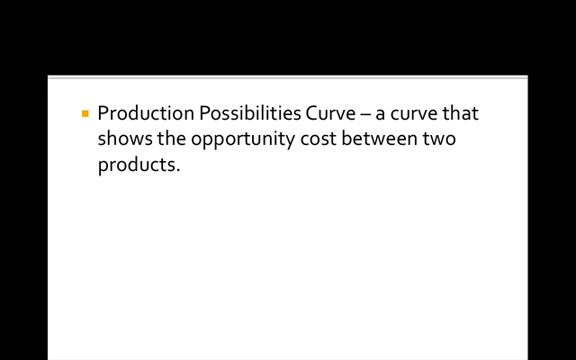 Production Possibilities Curve – a curve that
shows the opportunity cost between two
products.